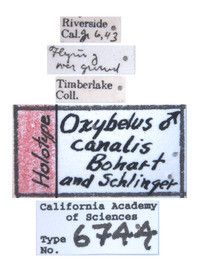 Riverside
Cal. 6,43
Flying
over ground
Timberlake
Coll.
Holotype
Oxybelus ♂
canalis
Bohart
and Schlinger
California Academy
of Sciences
Type
No. 6744